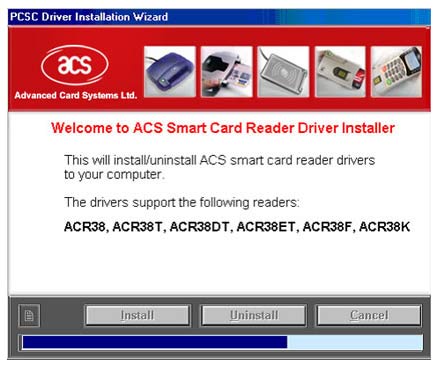 PCSC Driver Installation Wizard
acs
Advanced Card Systems Ltd.
Welcome to ACS Smart Card Reader Driver Installer
This will install/uninstall ACS smart card reader drivers
to your computer.
The drivers support the following readers:
ACR38, ACR38T, ACR38DT, ACR38ET, ACR38F, ACR38K
Install Uninstall Cancel